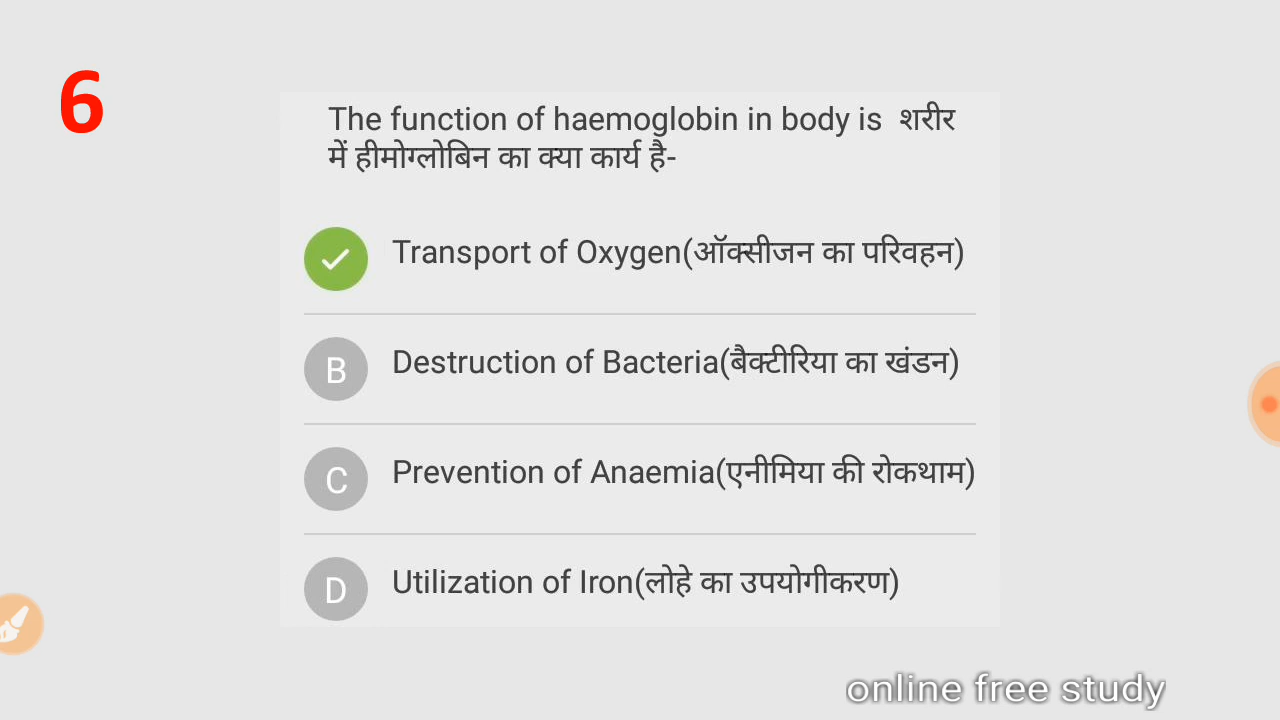 6
The function of haemoglobin in body is शरीर
में हीमोग्लोबिन का क्या कार्य है-
Transport of Oxygen(ऑक्सीजन का परिवहन)
B Destruction of Bacteria(बैक्टीरिया का खंडन)
C Prevention of Anaemia(एनीमिया की रोकथाम)
D Utilization of Iron(लोहे का उपयोगीकरण)
online free study